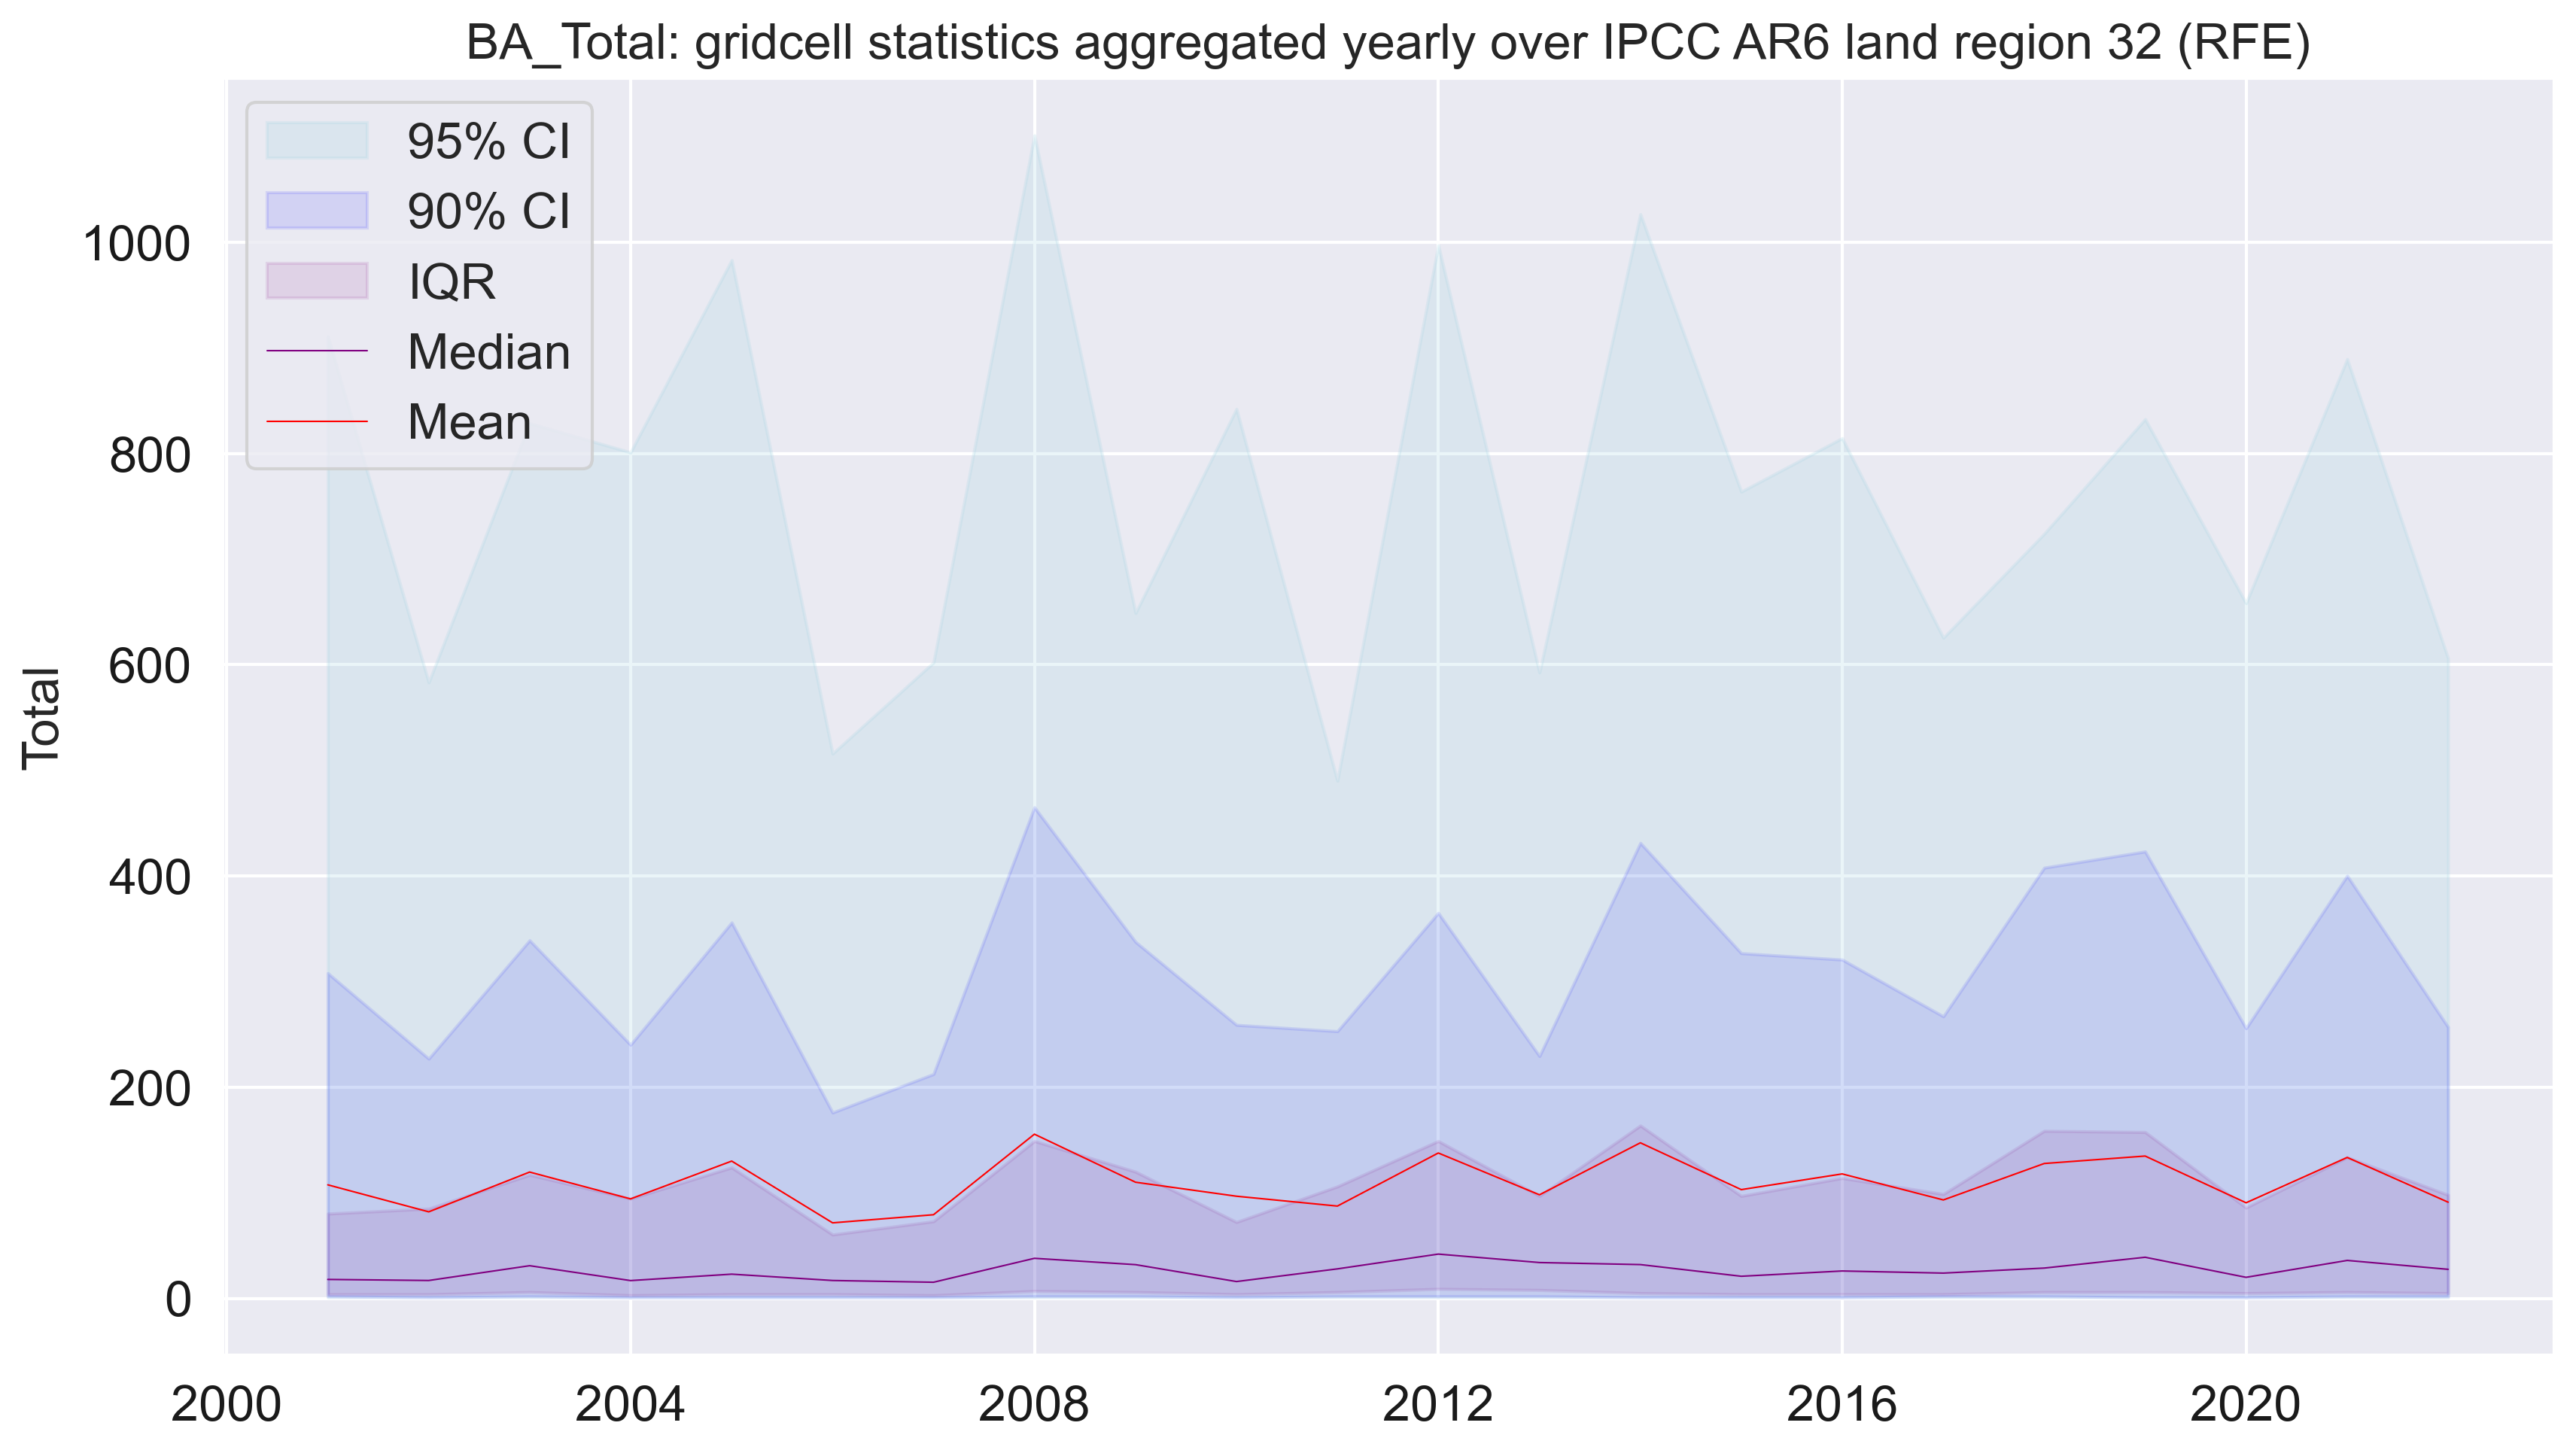 BA_Total: gridcell statistics aggregated yearly over IPCC AR6 land region 32 (RFE)
95% CI
90% CI
IQR
Median
Mean
1000
800
600
400
200
0
Total
2000 2004 2008 2012 2016 2020